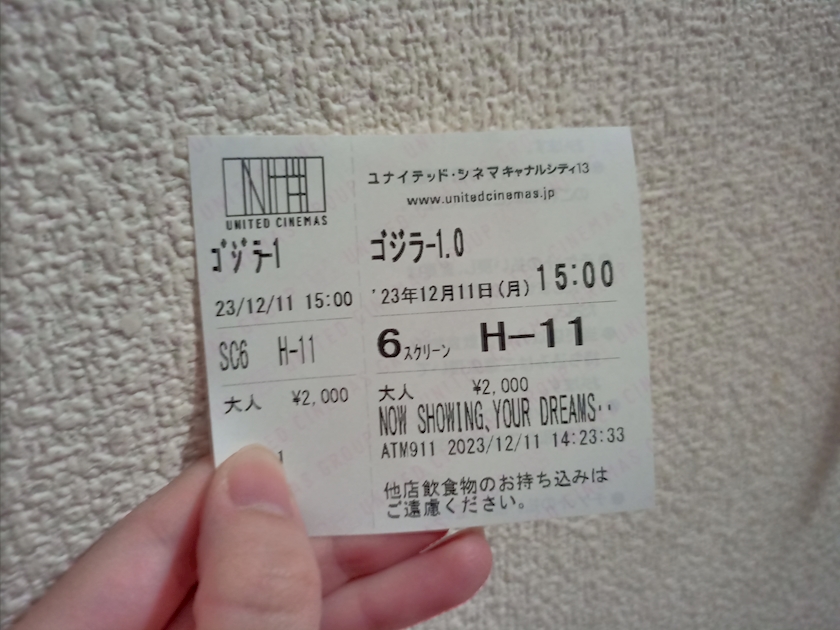 UNITED CINEMAS
ゴジラ-1
23/12/11 15:00
SC6 H-11
大人 ¥2,000
1
ユナイテッド・シネマキャナルシティ13
www.unitedcinemas.jp
ゴジラ-1.0
'23年12月11日(月) 15:00
6スクリーン H-11
大人 ¥2,000
NOW SHOWING、YOUR DREAMS・・
ATM911 2023/12/11 14:23:33
他店飲食物のお持ち込みは
ご遠慮ください。